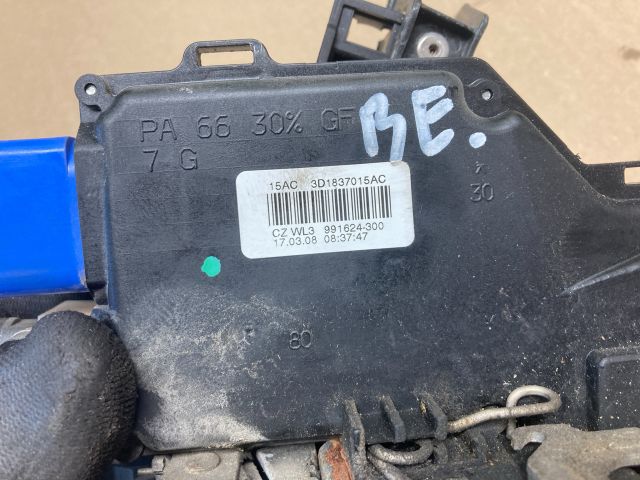 PA 66 30% GF
BE.
7 G
15AC 3D1837015AC
CZ WL3 991624-300
17.03.08 08:37:47
30
80